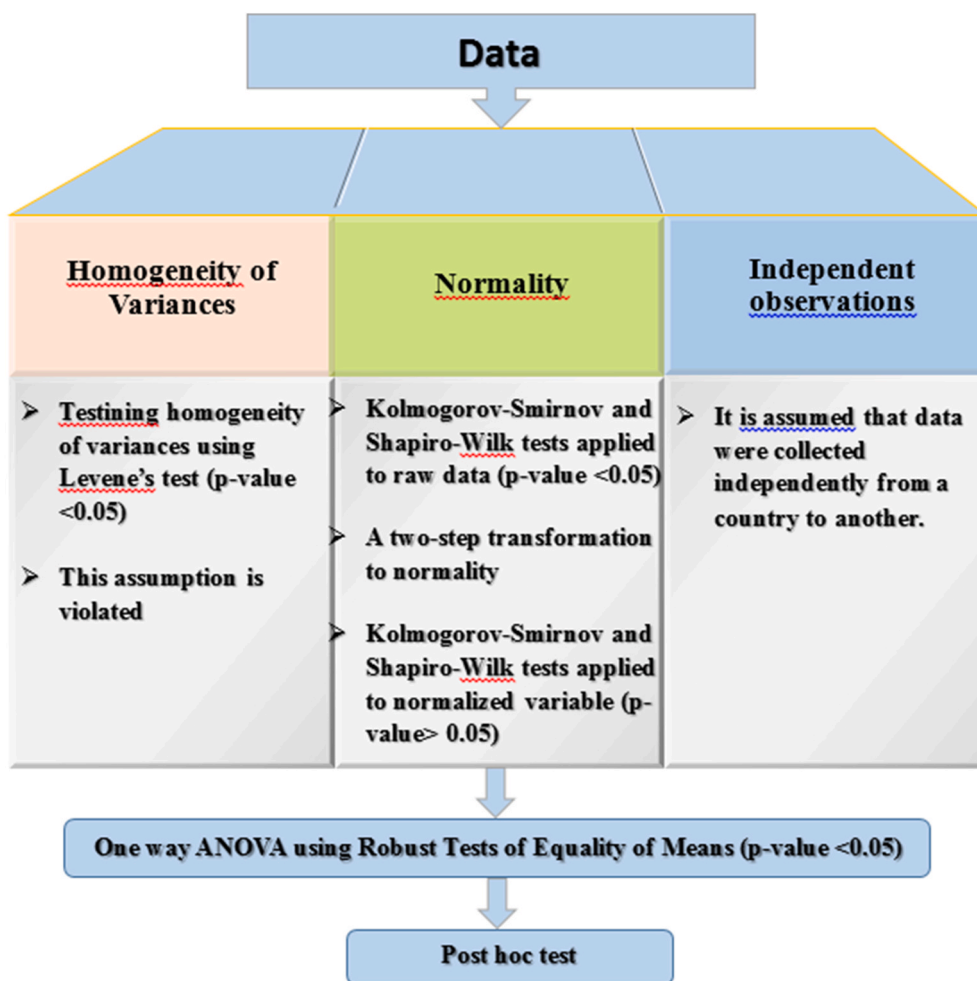 Data
Homogeneity of
Variances
Normality
Independent
observations
➢ Testining homogeneity
of variances using
Levene's test (p-value
<0.05)
➢ This assumption is
violated
➢ Kolmogorov-Smirnov and
Shapiro-Wilk tests applied
to raw data (p-value <0.05)
➢ A two-step transformation
to normality
➢ Kolmogorov-Smirnov and
Shapiro-Wilk tests applied
to normalized variable (p-
value> 0.05)
➢ It is assumed that data
were collected
independently from a
country to another.
One way ANOVA using Robust Tests of Equality of Means (p-value <0.05)
Post hoc test